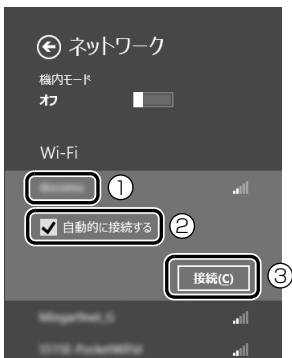 ネットワーク
機内モード
オフ
Wi-Fi
①
自動的に接続する ②
接続(C) ③